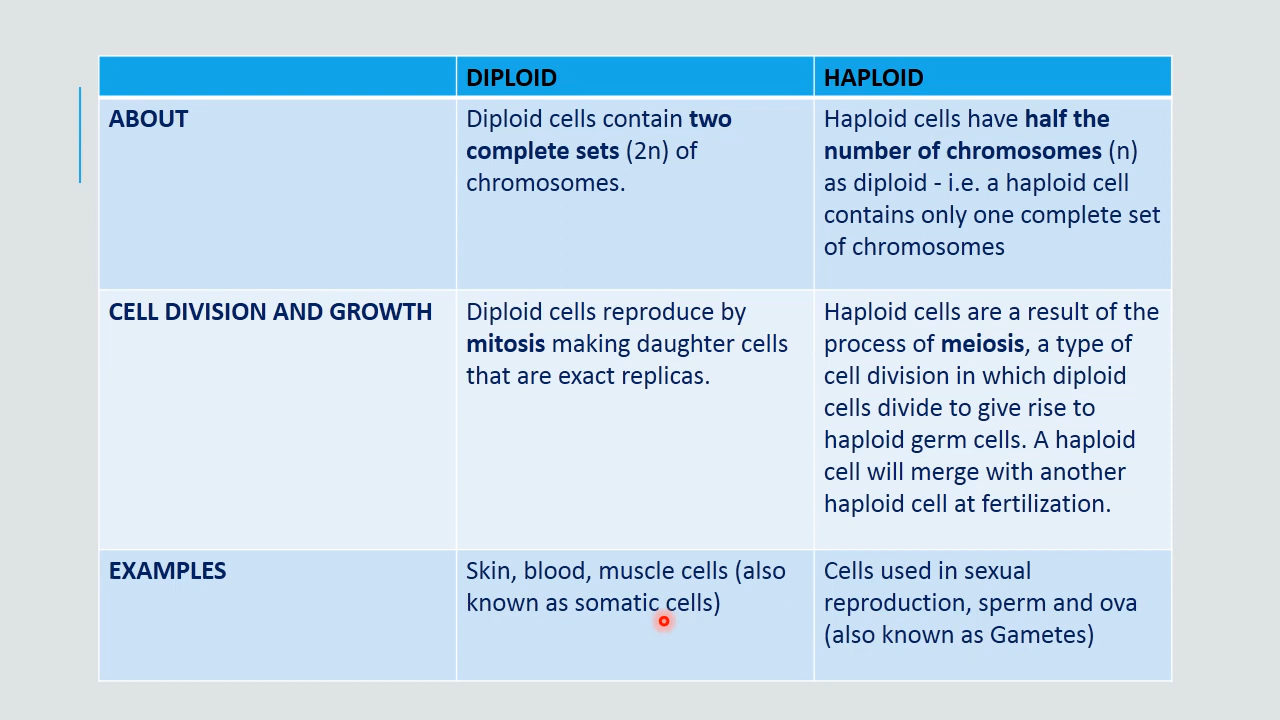 DIPLOID
HAPLOID
ABOUT
Diploid cells contain two
complete sets (2n) of
chromosomes.
Haploid cells have half the
number of chromosomes (n)
as diploid - i.e. a haploid cell
contains only one complete set
of chromosomes
CELL DIVISION AND GROWTH
Diploid cells reproduce by
mitosis making daughter cells
that are exact replicas.
Haploid cells are a result of the
process of meiosis, a type of
cell division in which diploid
cells divide to give rise to
haploid germ cells. A haploid
cell will merge with another
haploid cell at fertilization.
EXAMPLES
Skin, blood, muscle cells (also
known as somatic cells)
Cells used in sexual
reproduction, sperm and ova
(also known as Gametes)